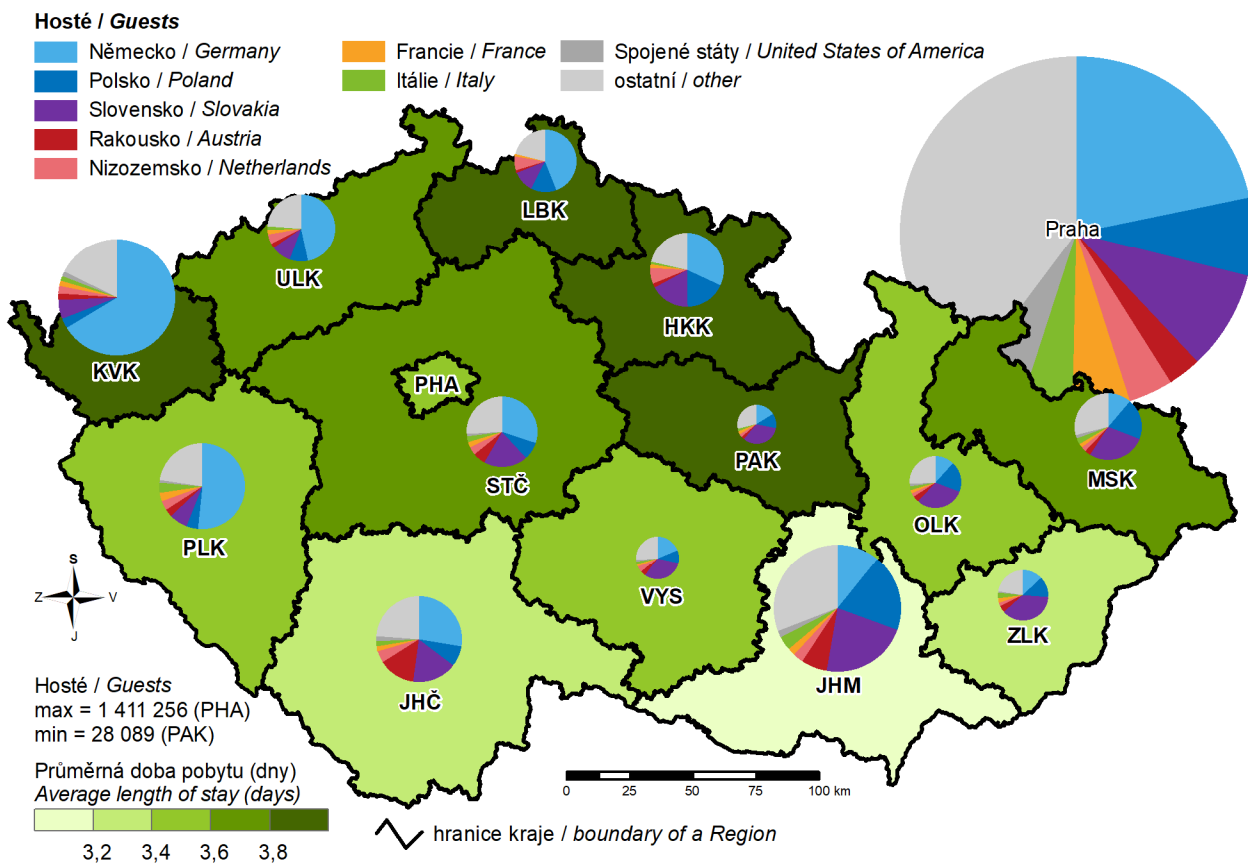 Hosté / Guests
Německo / Germany
Polsko / Poland
Slovensko / Slovakia
Rakousko / Austria
Nizozemsko / Netherlands
Francie / France
Itálie / Italy
Spojené státy / United States of America
ostatní / other
Praha
LBK
ULK
HKK
KVK
PHA
PAK
STČ
MSK
OLK
PLK
VYS
ZLK
JHM
JHČ
S
Z
V
J
Hosté / Guests
max = 1 411 256 (PHA)
min = 28 089 (PAK)
Průměrná doba pobytu (dny)
Average length of stay (days)
3,2 3,4 3,6 3,8
0 25 50 75 100 km
hranice kraje / boundary of a Region